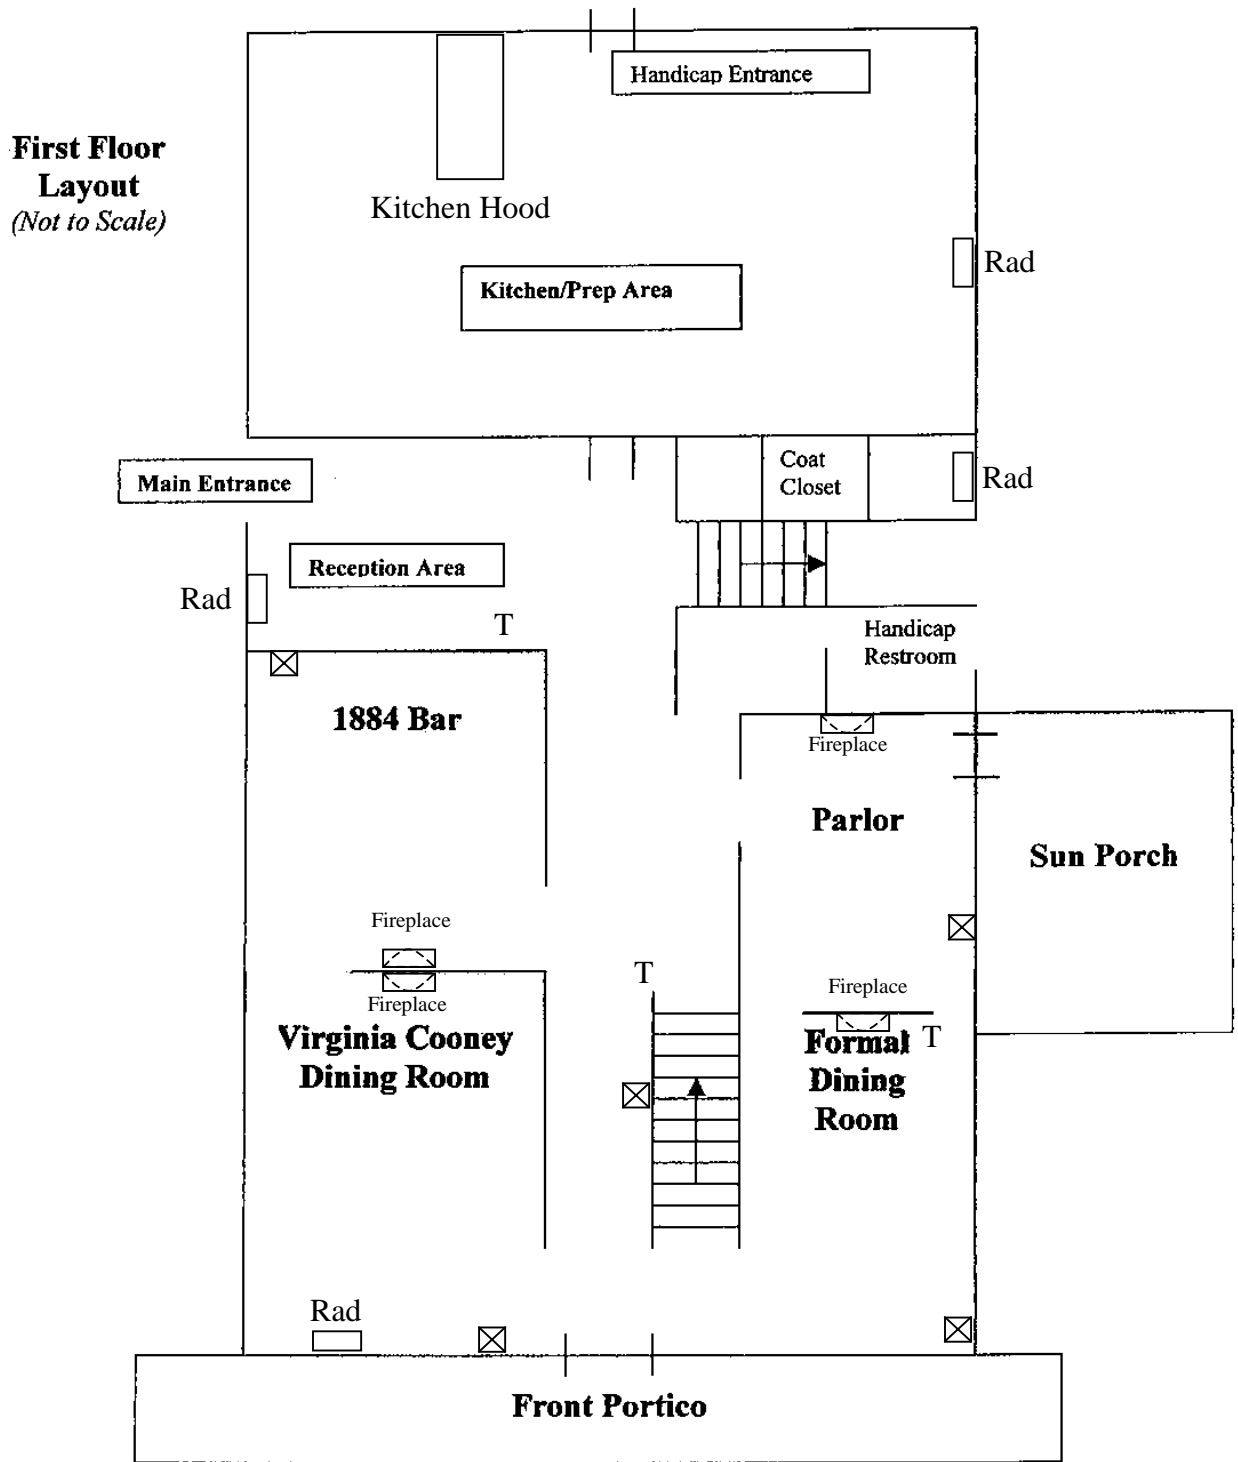 Handicap Entrance
First Floor
Layout
(Not to Scale)
Kitchen Hood
Rad
Kitchen/Prep Area
Coat
Closet
Main Entrance
Rad
Reception Area
Rad
T
Handicap
Restroom
1884 Bar
Fireplace
Parlor
Sun Porch
Fireplace
T
Fireplace
Fireplace
Virginia Cooney
Dining Room
Formal
Dining
Room
T
Rad
Front Portico